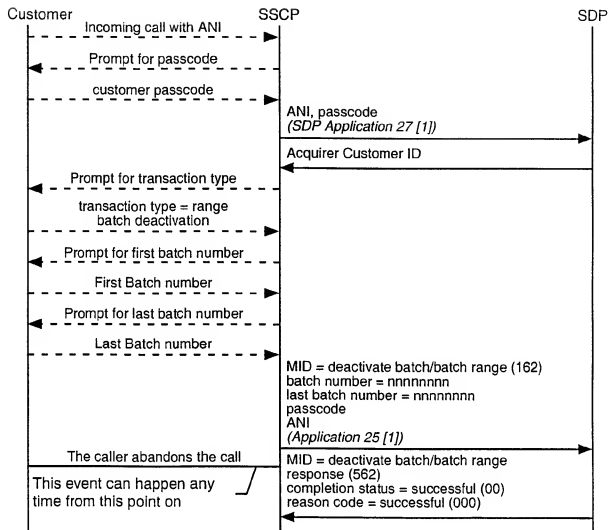 Customer SSCP SDP
Incoming call with ANI
Prompt for passcode
customer passcode
ANI, passcode
(SDP Application 27 [1])
Acquirer Customer ID
Prompt for transaction type
transaction type = range
batch deactivation
Prompt for first batch number
First Batch number
Prompt for last batch number
Last Batch number
MID = deactivate batch/batch range (162)
batch number = nnnnnnnn
last batch number = nnnnnnnn
passcode
ANI
(Application 25 [1])
The caller abandons the call
This event can happen any
time from this point on
MID = deactivate batch/batch range
response (562)
completion status = successful (00)
reason code = successful (000)